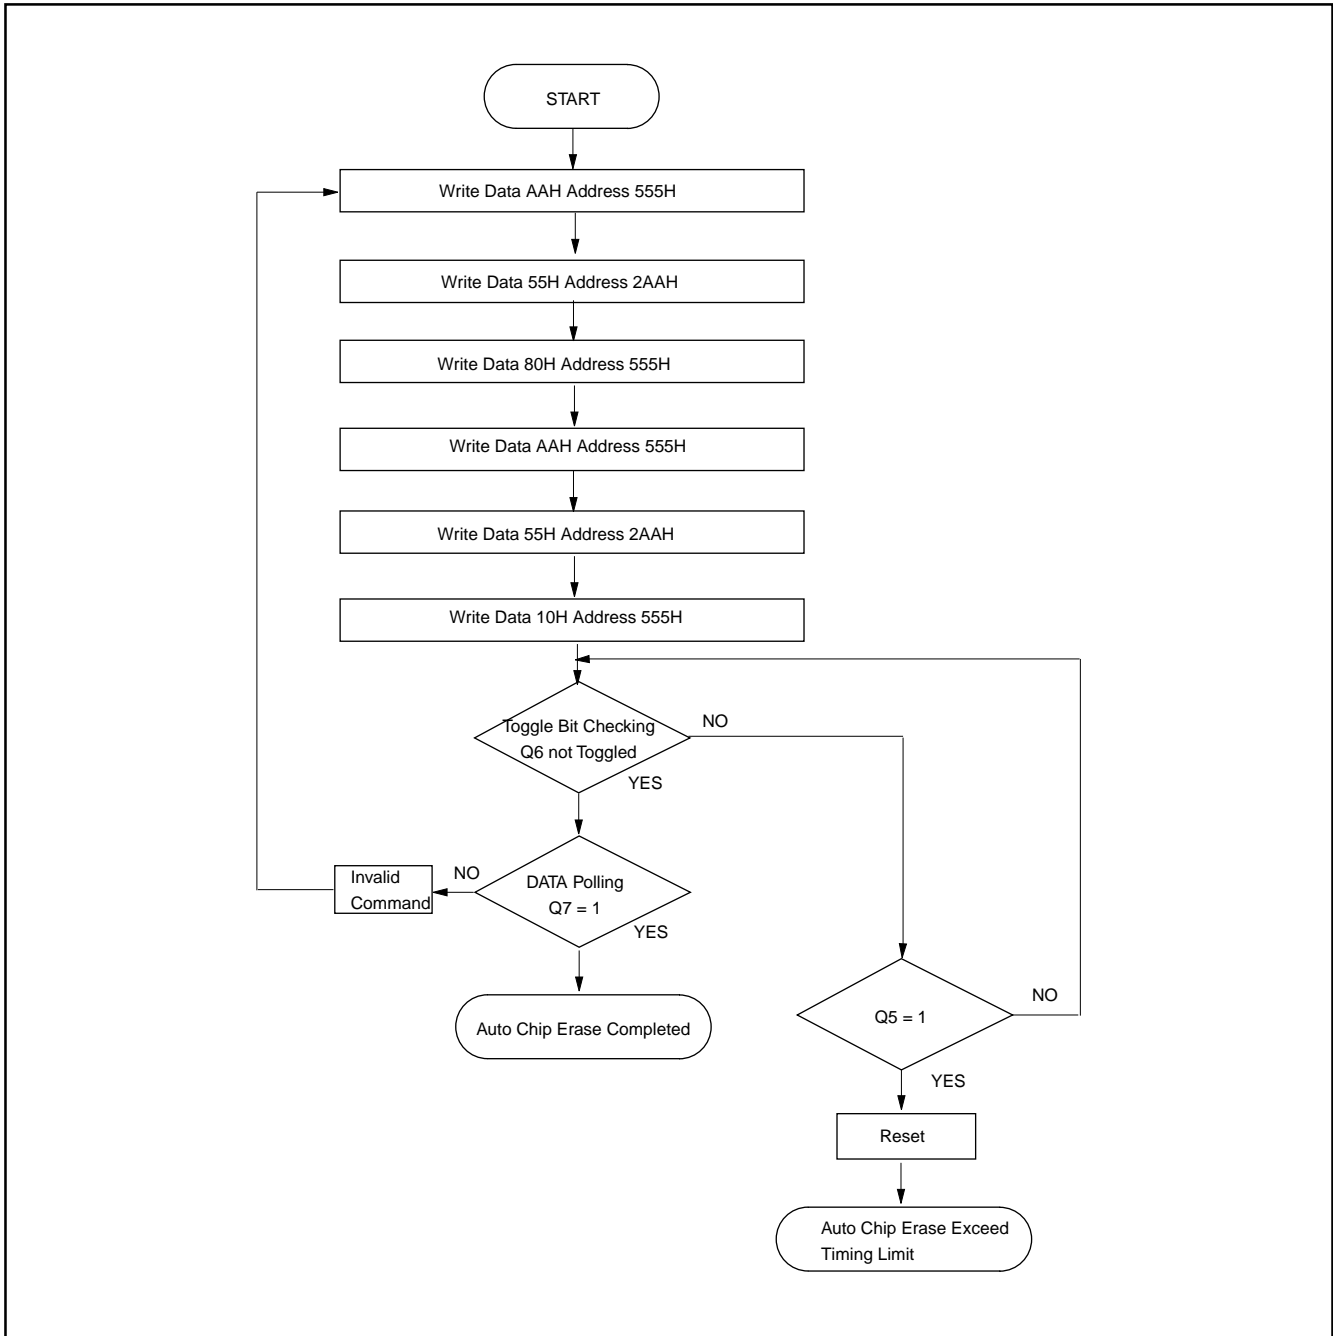 START
Write Data AAH Address 555H
Write Data 55H Address 2AAH
Write Data 80H Address 555H
Write Data AAH Address 555H
Write Data 55H Address 2AAH
Write Data 10H Address 555H
Toggle Bit Checking
Q6 not Toggled
NO
YES
Invalid
Command
NO
DATA Polling
Q7 = 1
YES
Auto Chip Erase Completed
Q5 = 1
NO
YES
Reset
Auto Chip Erase Exceed
Timing Limit